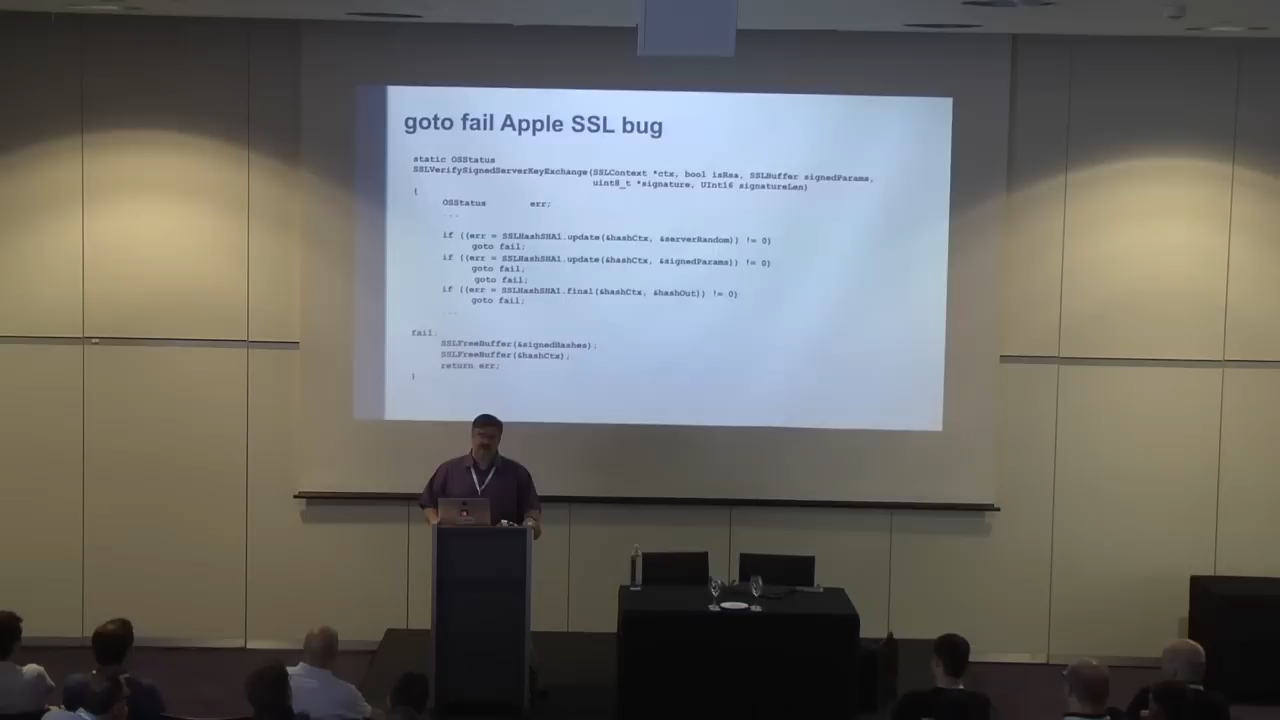 goto fail Apple SSL bug
static OSStatus
SSLVerifySignedServerKeyExchange(SSLContext *ctx, bool isRsa, SSLBuffer signedParams,
uint8_t *signature, UInt16 signatureLen)
{
OSStatus err;
...
if ((err = SSLHashSHA1.update(&hashCtx, &serverRandom)) != 0)
goto fail;
if ((err = SSLHashSHA1.update(&hashCtx, &signedParams)) != 0)
goto fail;
goto fail;
if ((err = SSLHashSHA1.final(&hashCtx, &hashOut)) != 0)
goto fail;
...
fail:
SSLFreeBuffer(&signedHashes);
SSLFreeBuffer(&hashCtx);
return err;
}